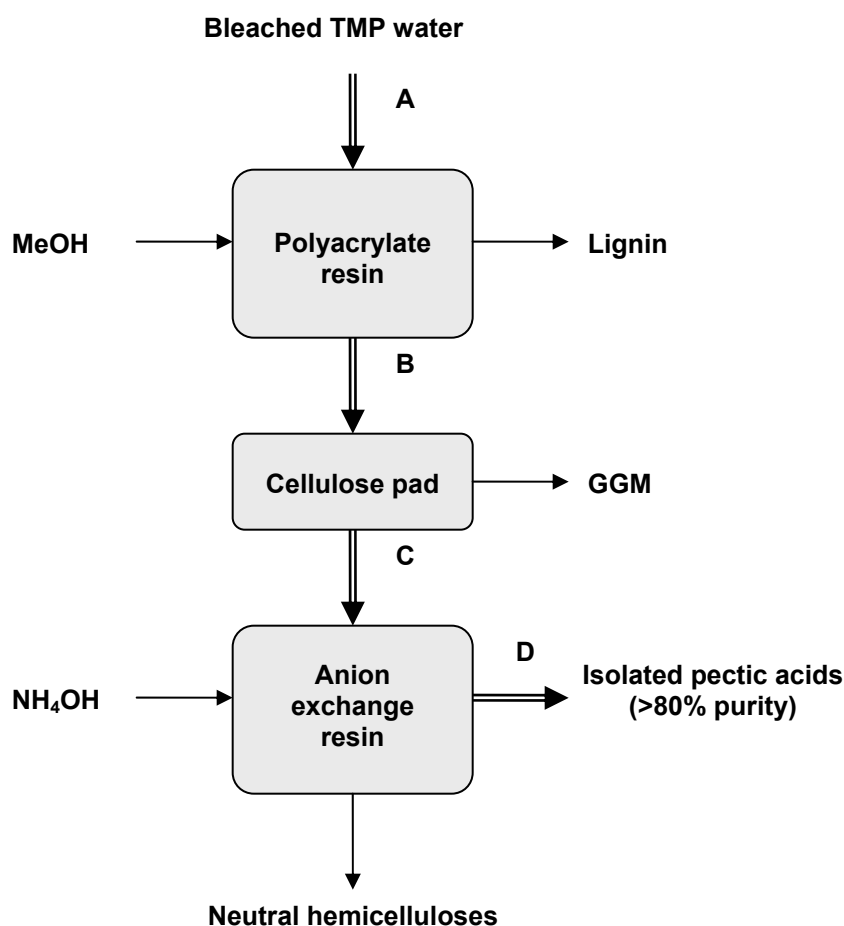 Bleached TMP water
A
MeOH
Polyacrylate
resin
Lignin
B
Cellulose pad
GGM
C
NH₄OH
Anion
exchange
resin
D
Isolated pectic acids
(>80% purity)
Neutral hemicelluloses